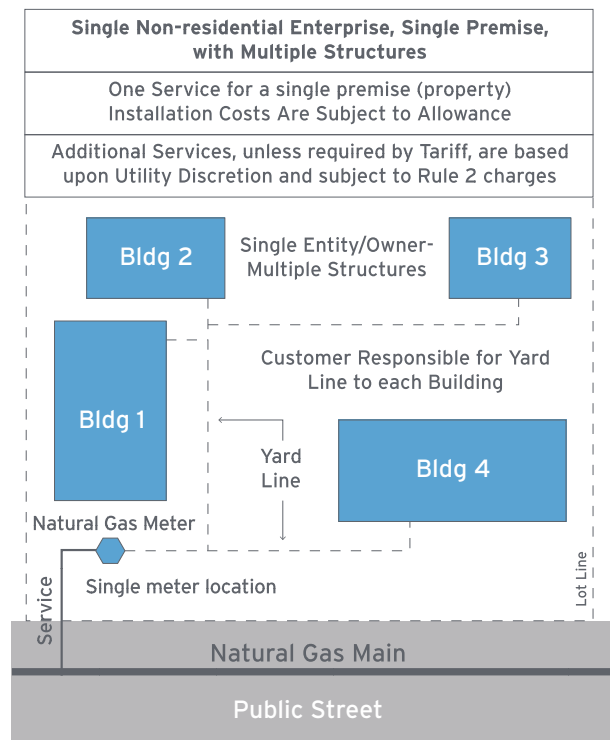 Single Non-residential Enterprise, Single Premise,
with Multiple Structures
One Service for a single premise (property)
Installation Costs Are Subject to Allowance
Additional Services, unless required by Tariff, are based
upon Utility Discretion and subject to Rule 2 charges
Bldg 2
Single Entity/Owner-
Multiple Structures
Bldg 3
Customer Responsible for Yard
Line to each Building
Bldg 1
Yard
Line
Bldg 4
Natural Gas Meter
Single meter location
Service
Lot Line
Natural Gas Main
Public Street